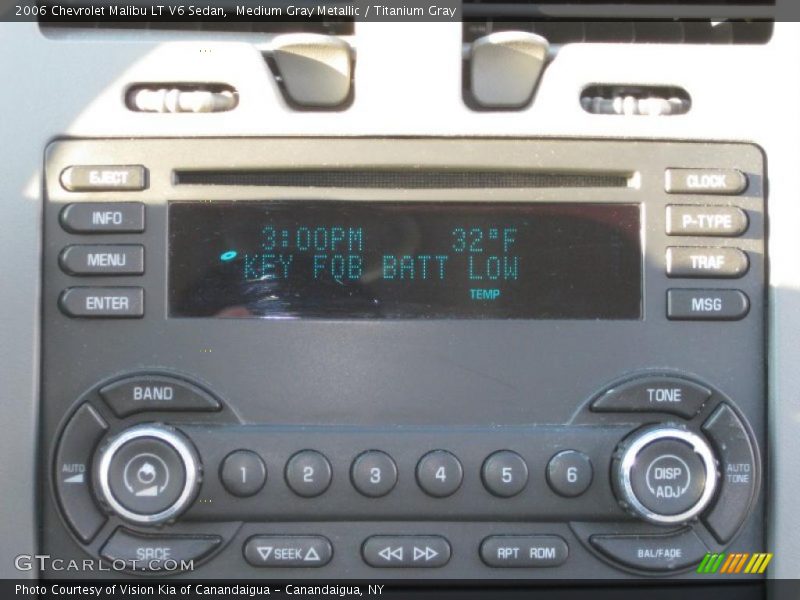 2006 Chevrolet Malibu LT V6 Sedan, Medium Gray Metallic / Titanium Gray
EJECT
CLOCK
INFO
P-TYPE
3:00PM 32°F
KEY FOB BATT LOW
TEMP
MENU
TRAF
ENTER
MSG
BAND
TONE
AUTO
1 2 3 4 5 6
DISP
ADJ
AUTO
TONE
SRCE
▽ SEEK △
◁◁ ▷▷
RPT RDM
BAL/FADE
GTCARLOT.COM
Photo Courtesy of Vision Kia of Canandaigua - Canandaigua, NY